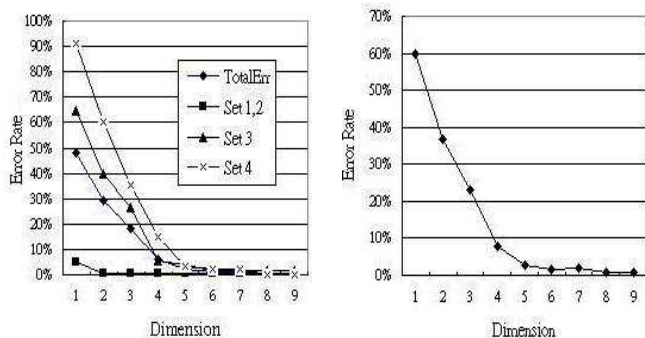 100%
90%
80%
70%
60%
50%
40%
30%
20%
10%
0%
Error Rate
TotalErr
Set 1,2
Set 3
Set 4
1 2 3 4 5 6 7 8 9
Dimension
70%
60%
50%
40%
30%
20%
10%
0%
Error Rate
1 2 3 4 5 6 7 8 9
Dimension